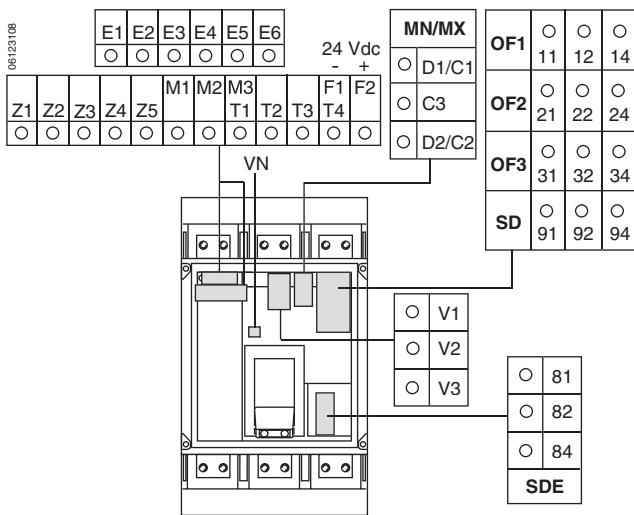 06123108
E1 E2 E3 E4 E5 E6
24 Vdc
- +
M1 M2 M3 F1 F2
Z1 Z2 Z3 Z4 Z5 T1 T2 T3 T4
VN
MN/MX
D1/C1
C3
D2/C2
OF1
11 12 14
OF2
21 22 24
OF3
31 32 34
SD
91 92 94
V1
V2
V3
81
82
84
SDE